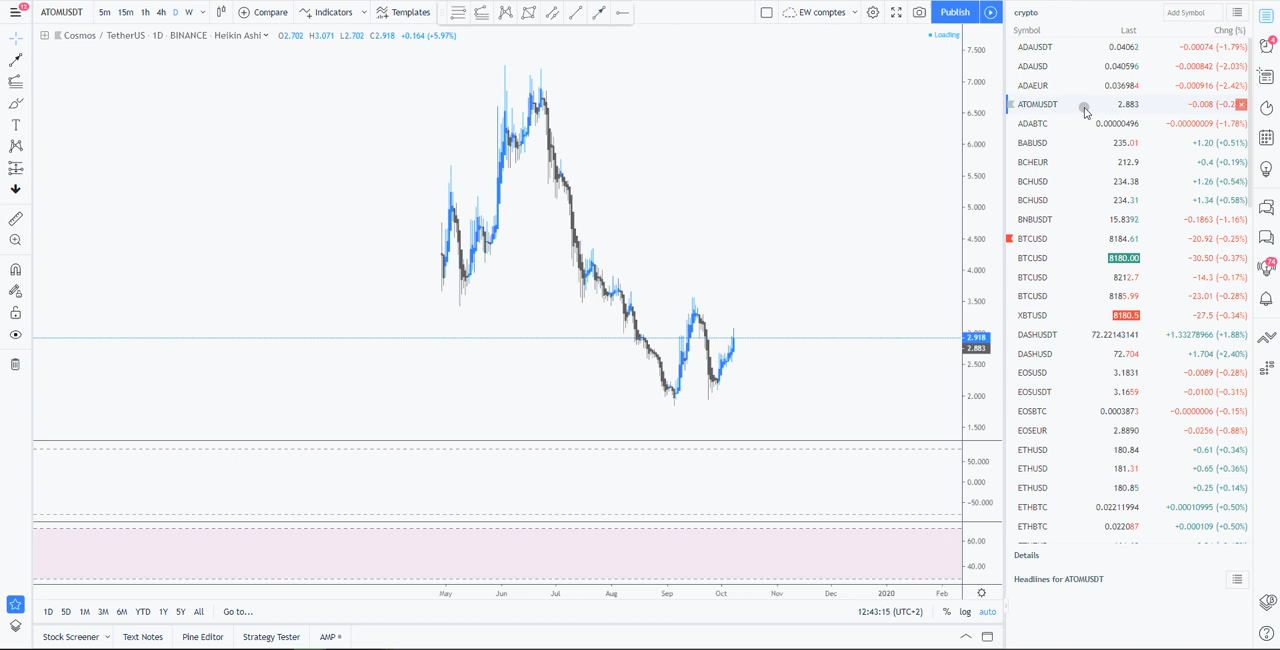 12 ATOMUSDT 5m 15m 1h 4h D W Compare Indicators Templates EW comptes Publish
Cosmos / TetherUS · 1D · BINANCE · Heikin Ashi O2.702 H3.071 L2.702 C2.918 +0.164 (+5.97%)
Loading
7.500
7.000
6.500
6.000
5.500
5.000
4.500
4.000
3.500
2.918
2.883
2.500
2.000
1.500
50.000
0.000
−50.000
60.00
40.00
May Jun Jul Aug Sep Oct Nov Dec 2020 Feb
1D 5D 1M 3M 6M YTD 1Y 5Y All Go to... 12:43:15 (UTC+2) % log auto
Stock Screener Text Notes Pine Editor Strategy Tester AMP
crypto Add Symbol
Symbol Last Chng (%)
ADAUSDT 0.04062 −0.00074 (−1.79%)
ADAUSD 0.040596 −0.000842 (−2.03%)
ADAEUR 0.036984 −0.000916 (−2.42%)
ATOMUSDT 2.883 −0.008 (−0.2
ADABTC 0.00000496 −0.00000009 (−1.78%)
BABUSD 235.01 +1.20 (+0.51%)
BCHEUR 212.9 +0.4 (+0.19%)
BCHUSD 234.38 +1.26 (+0.54%)
BCHUSD 234.31 +1.34 (+0.58%)
BNBUSDT 15.8392 −0.1863 (−1.16%)
BTCUSD 8184.61 −20.92 (−0.25%)
BTCUSD 8180.00 −30.50 (−0.37%)
BTCUSD 8212.7 −14.3 (−0.17%)
BTCUSD 8185.99 −23.01 (−0.28%)
XBTUSD 8180.5 −27.5 (−0.34%)
DASHUSDT 72.22143141 +1.33278966 (+1.88%)
DASHUSD 72.704 +1.704 (+2.40%)
EOSUSD 3.1831 −0.0089 (−0.28%)
EOSUSDT 3.1659 −0.0100 (−0.31%)
EOSBTC 0.0003873 −0.0000006 (−0.15%)
EOSEUR 2.8890 −0.0256 (−0.88%)
ETHUSD 180.84 +0.61 (+0.34%)
ETHUSD 181.31 +0.65 (+0.36%)
ETHUSD 180.85 +0.25 (+0.14%)
ETHBTC 0.02211994 +0.00010995 (+0.50%)
ETHBTC 0.022087 +0.000109 (+0.50%)
Details
Headlines for ATOMUSDT
4
74